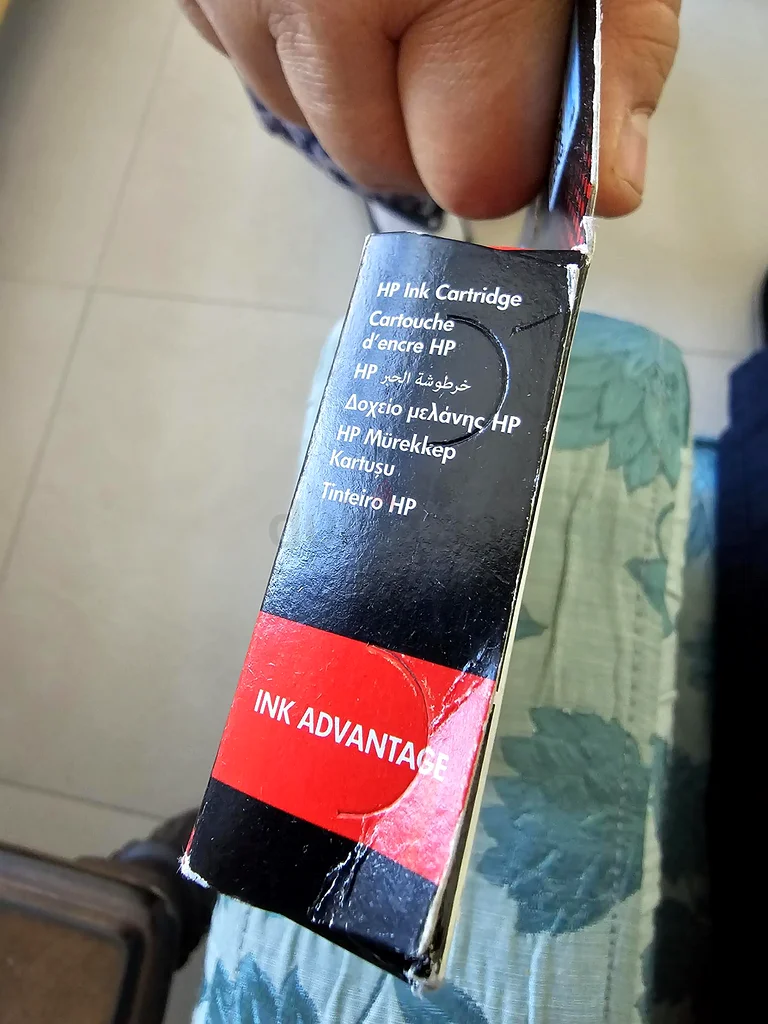 HP Ink Cartridge
Cartouche
d'encre HP
HP خرطوشة الحبر
Δοχείο μελάνης HP
HP Mürekkep
Kartuşu
Tinteiro HP
INK ADVANTAGE